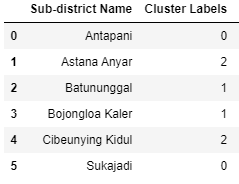 Sub-district Name Cluster Labels
0 Antapani 0
1 Astana Anyar 2
2 Batununggal 1
3 Bojongloa Kaler 1
4 Cibeunying Kidul 2
5 Sukajadi 0